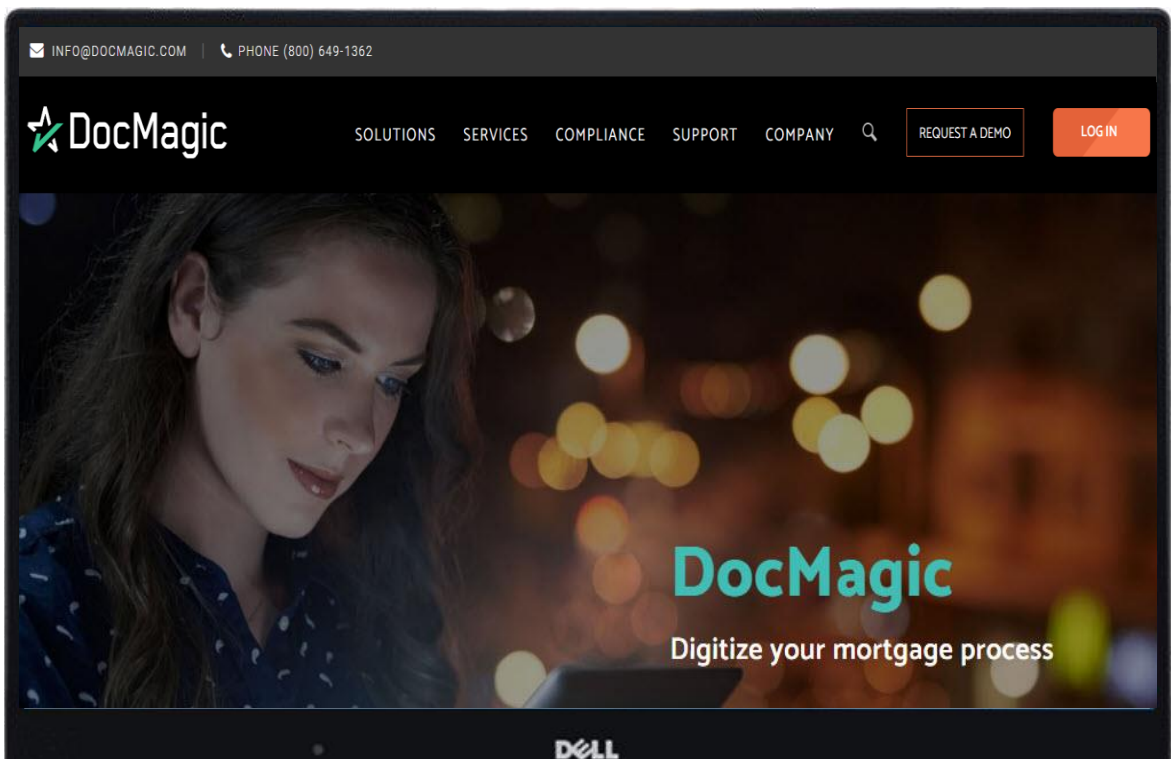 INFO@DOCMAGIC.COM | PHONE (800) 649-1362
DocMagic
SOLUTIONS SERVICES COMPLIANCE SUPPORT COMPANY REQUEST A DEMO LOG IN
DocMagic
Digitize your mortgage process
DELL